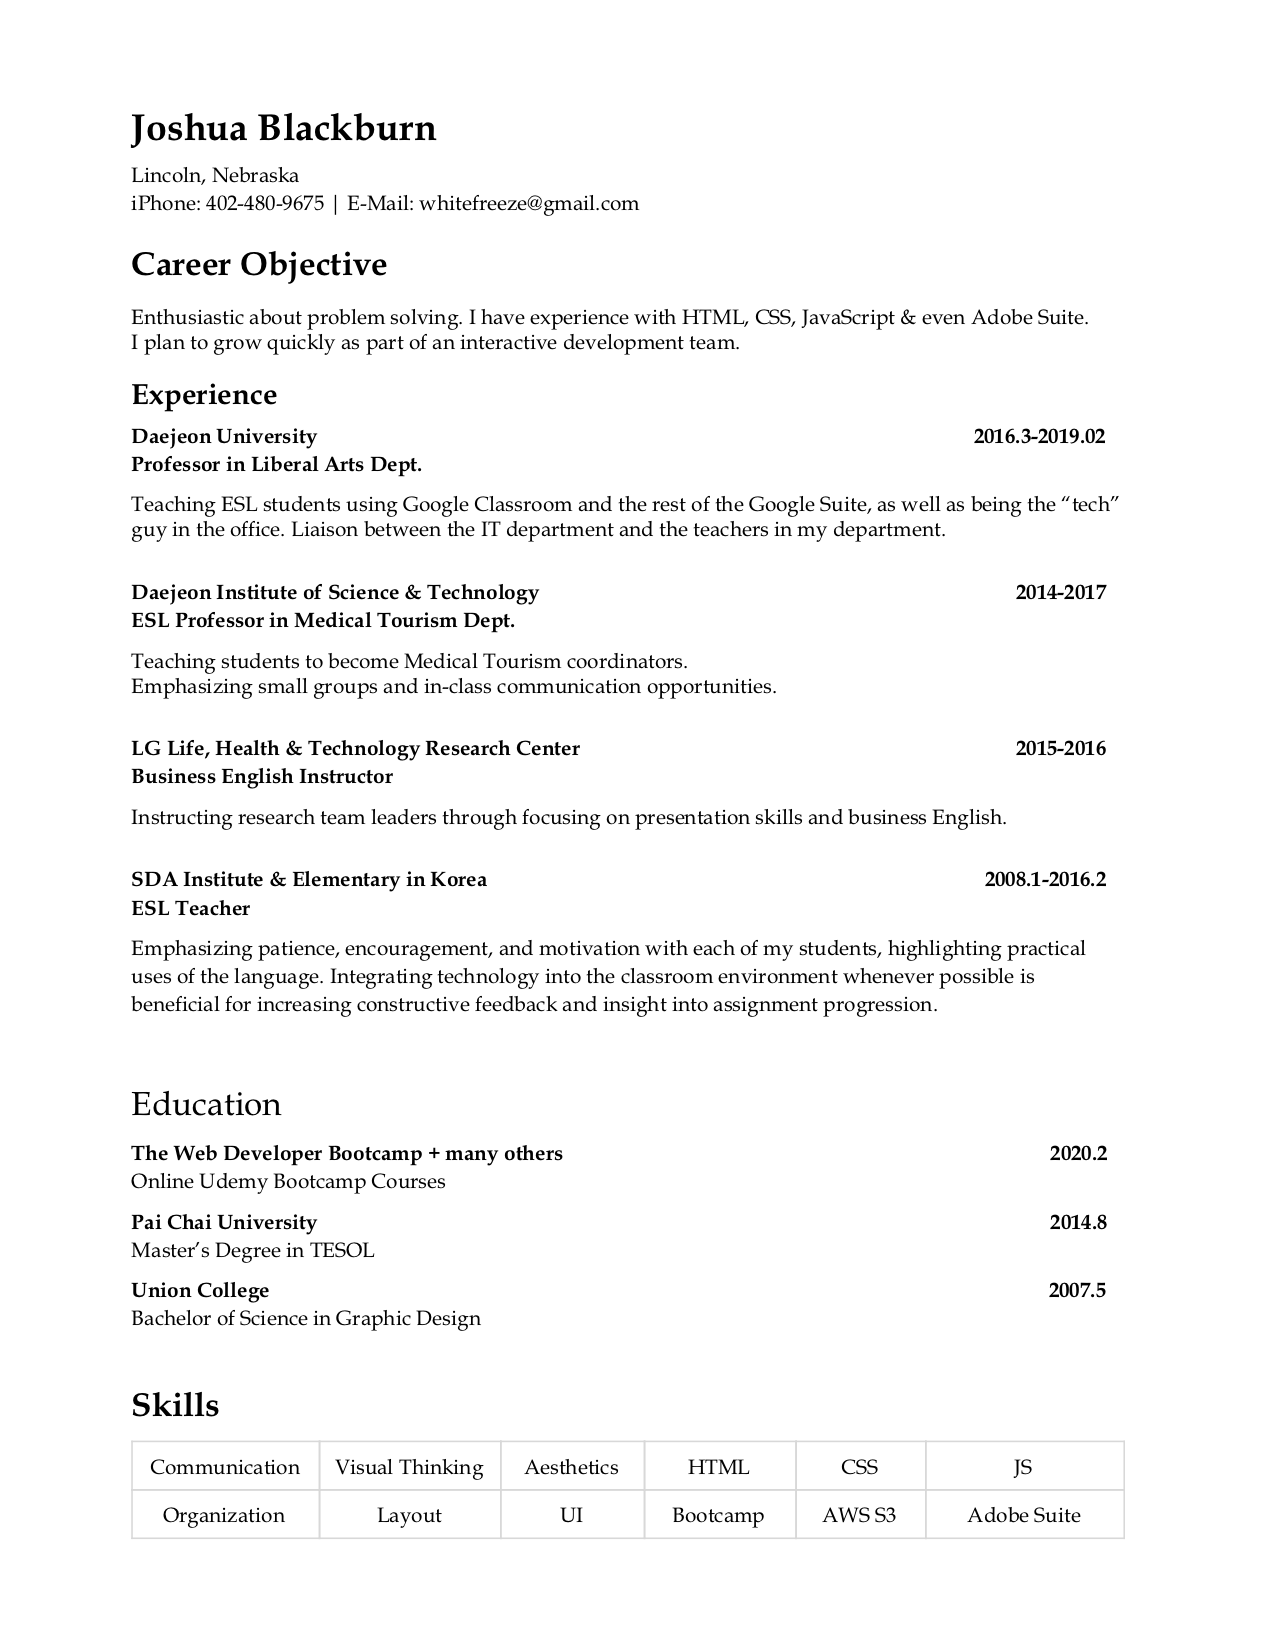 Joshua Blackburn
Lincoln, Nebraska
iPhone: 402-480-9675 | E-Mail: whitefreeze@gmail.com
Career Objective
Enthusiastic about problem solving. I have experience with HTML, CSS, JavaScript & even Adobe Suite.
I plan to grow quickly as part of an interactive development team.
Experience
Daejeon University 2016.3-2019.02
Professor in Liberal Arts Dept.
Teaching ESL students using Google Classroom and the rest of the Google Suite, as well as being the “tech”
guy in the office. Liaison between the IT department and the teachers in my department.
Daejeon Institute of Science & Technology 2014-2017
ESL Professor in Medical Tourism Dept.
Teaching students to become Medical Tourism coordinators.
Emphasizing small groups and in-class communication opportunities.
LG Life, Health & Technology Research Center 2015-2016
Business English Instructor
Instructing research team leaders through focusing on presentation skills and business English.
SDA Institute & Elementary in Korea 2008.1-2016.2
ESL Teacher
Emphasizing patience, encouragement, and motivation with each of my students, highlighting practical
uses of the language. Integrating technology into the classroom environment whenever possible is
beneficial for increasing constructive feedback and insight into assignment progression.
Education
The Web Developer Bootcamp + many others 2020.2
Online Udemy Bootcamp Courses
Pai Chai University 2014.8
Master’s Degree in TESOL
Union College 2007.5
Bachelor of Science in Graphic Design
Skills
Communication Visual Thinking Aesthetics HTML CSS JS
Organization Layout UI Bootcamp AWS S3 Adobe Suite